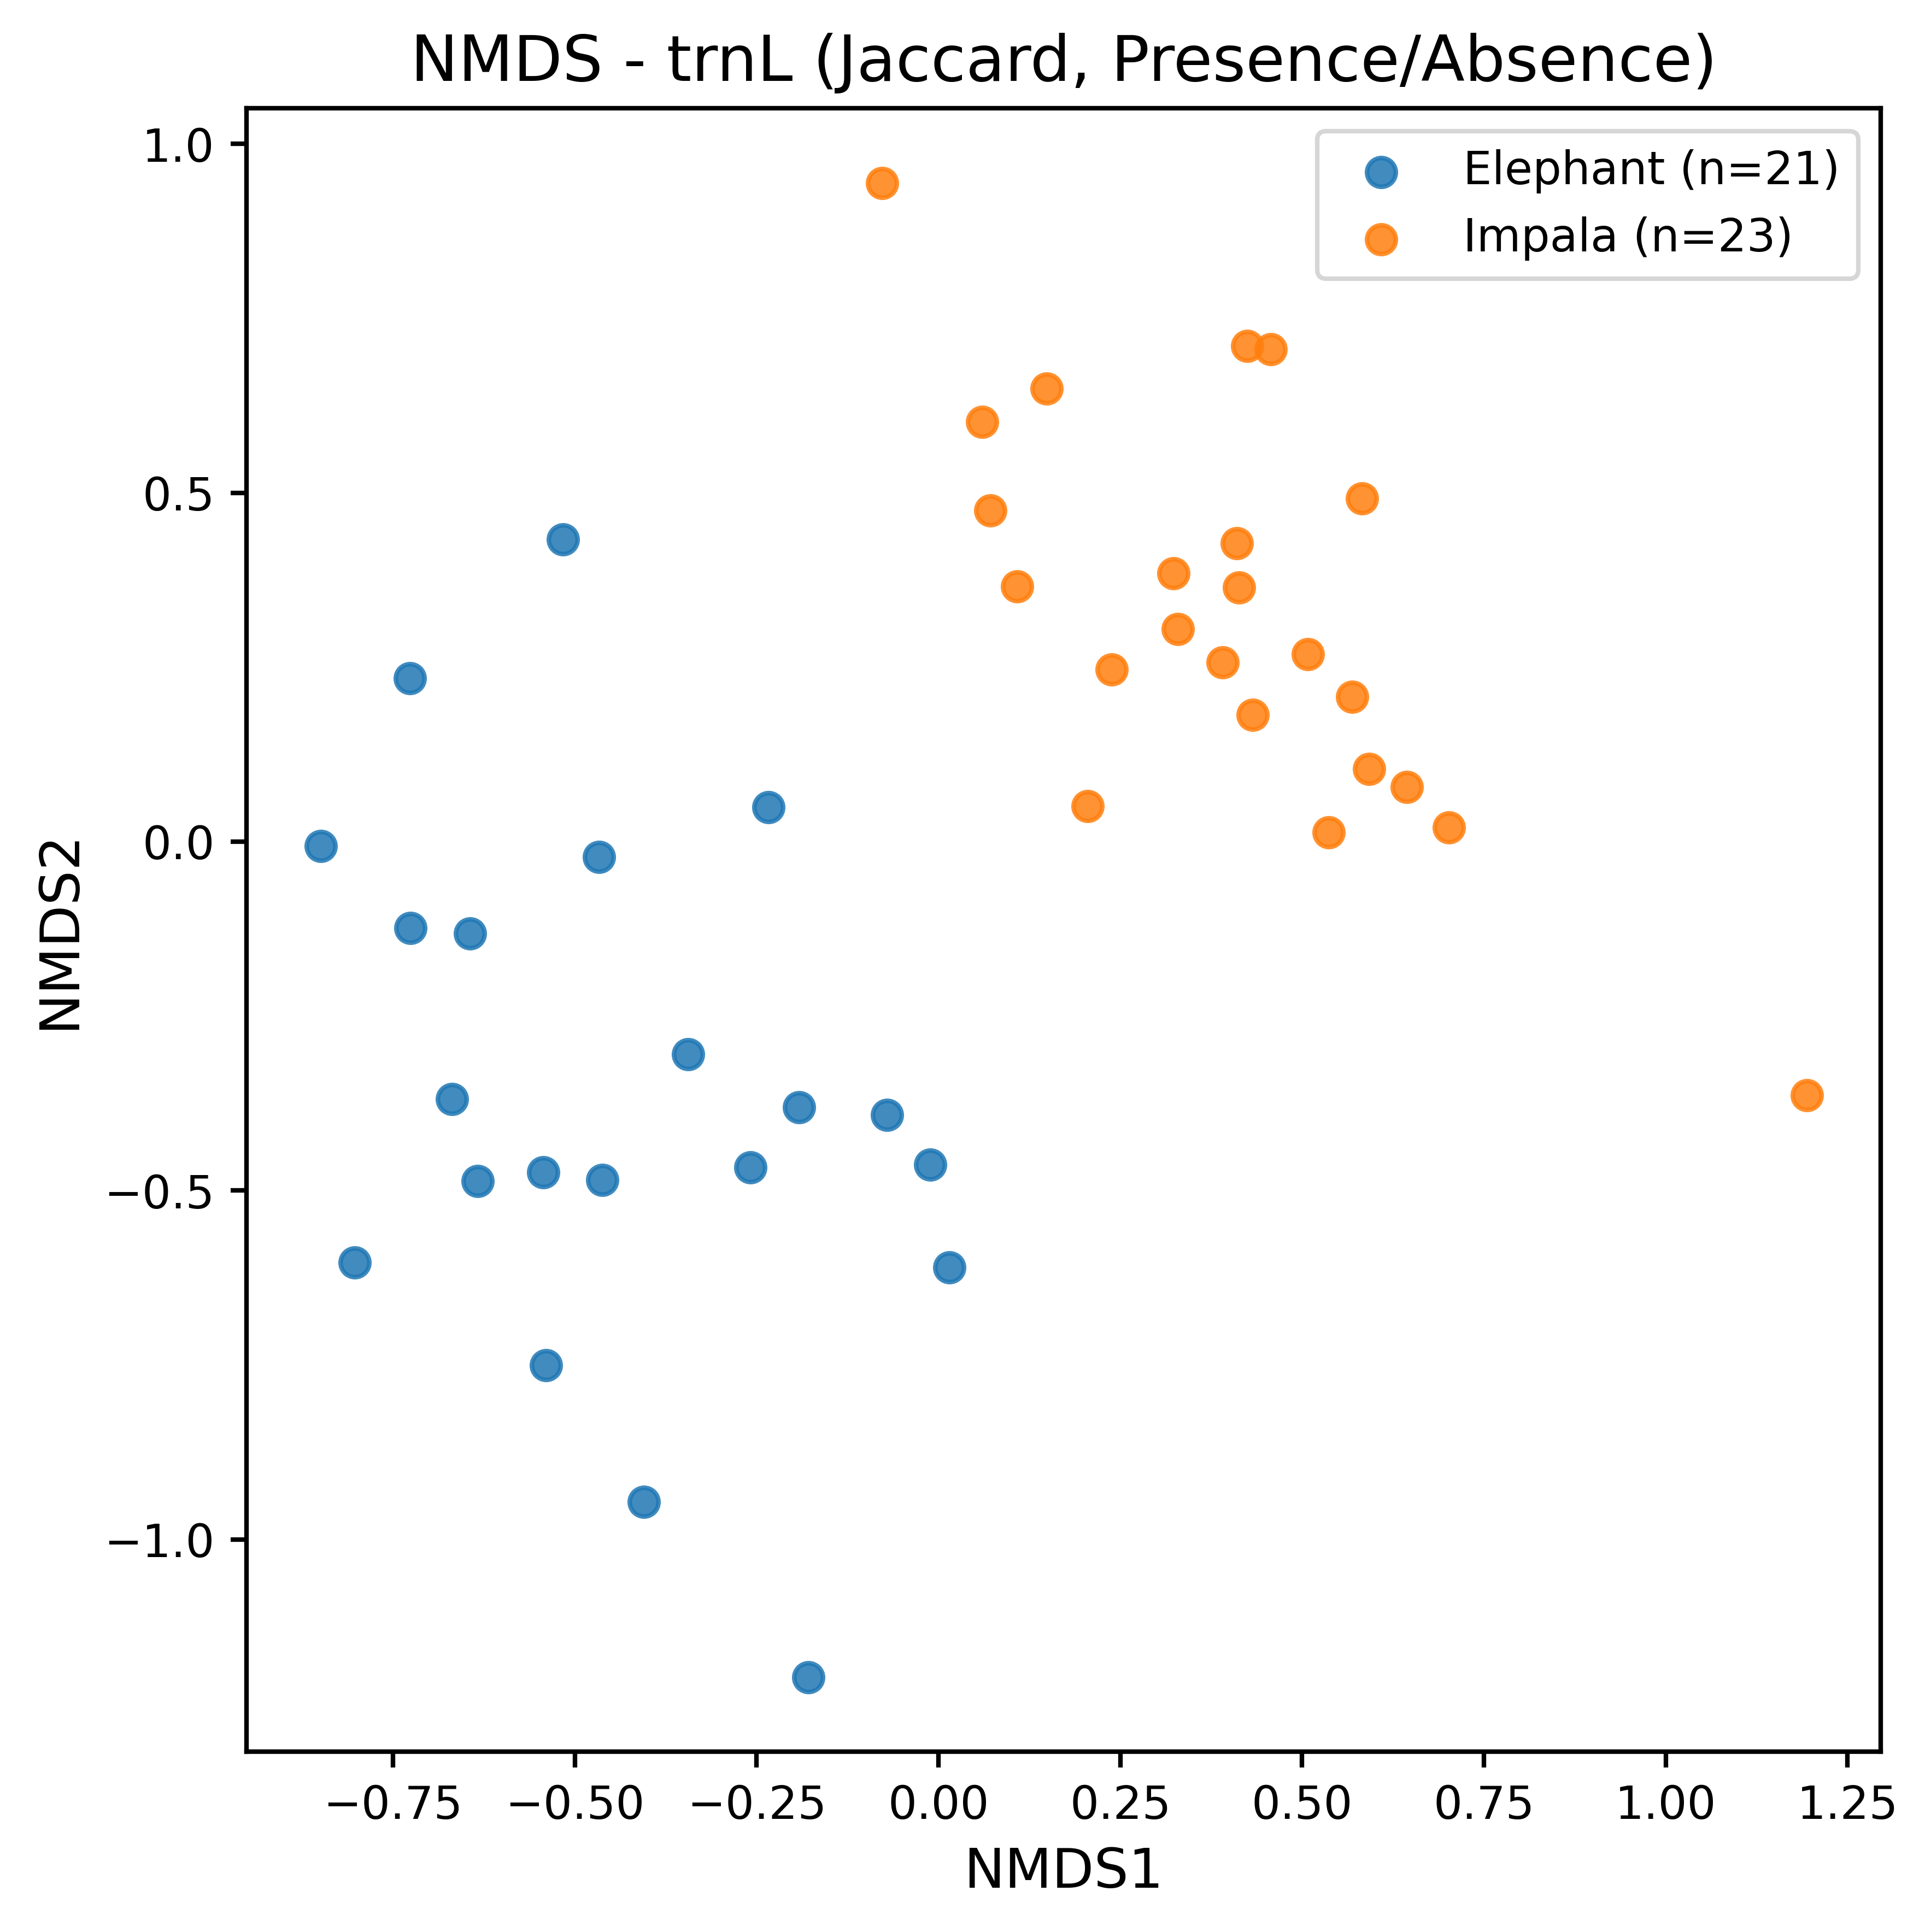 NMDS - trnL (Jaccard, Presence/Absence)
Elephant (n=21)
Impala (n=23)
1.0
0.5
0.0
−0.5
−1.0
NMDS2
−0.75 −0.50 −0.25 0.00 0.25 0.50 0.75 1.00 1.25
NMDS1